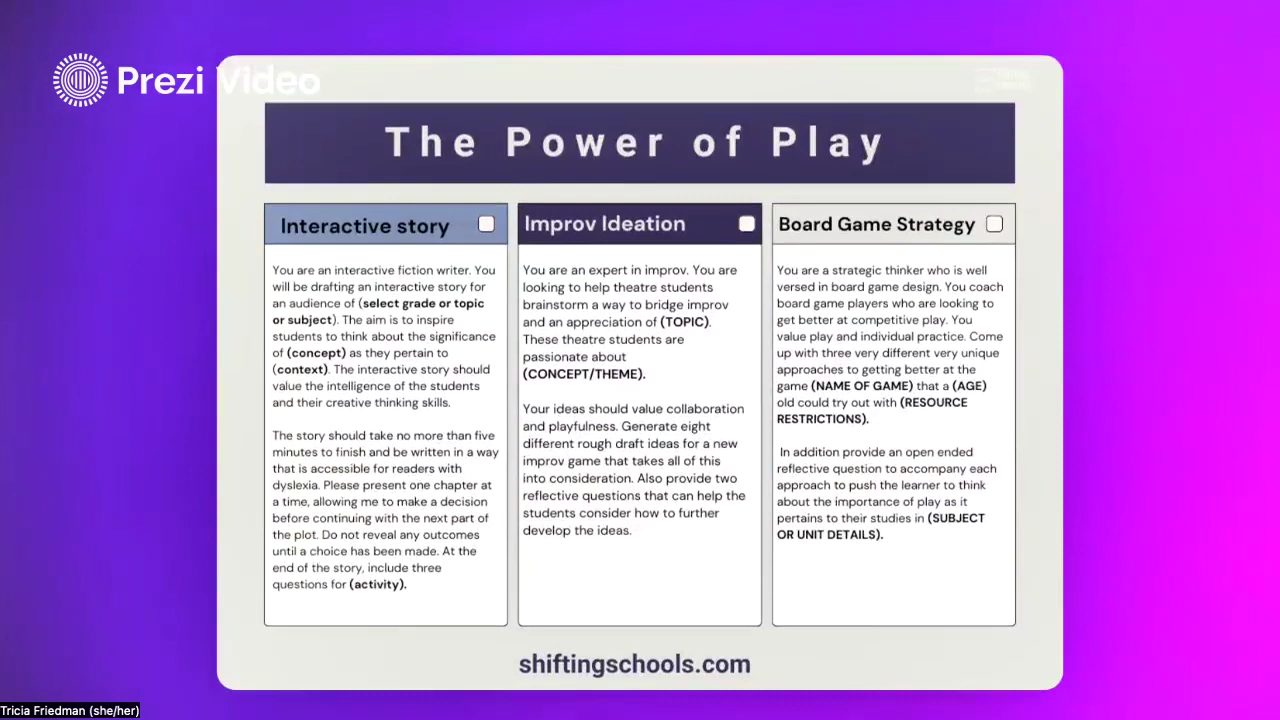 Prezi Video
The Power of Play
Interactive story
You are an interactive fiction writer. You
will be drafting an interactive story for
an audience of (select grade or topic
or subject). The aim is to inspire
students to think about the significance
of (concept) as they pertain to
(context). The interactive story should
value the intelligence of the students
and their creative thinking skills.
The story should take no more than five
minutes to finish and be written in a way
that is accessible for readers with
dyslexia. Please present one chapter at
a time, allowing me to make a decision
before continuing with the next part of
the plot. Do not reveal any outcomes
until a choice has been made. At the
end of the story, include three
questions for (activity).
Improv Ideation
You are an expert in improv. You are
looking to help theatre students
brainstorm a way to bridge improv
and an appreciation of (TOPIC).
These theatre students are
passionate about
(CONCEPT/THEME).
Your ideas should value collaboration
and playfulness. Generate eight
different rough draft ideas for a new
improv game that takes all of this
into consideration. Also provide two
reflective questions that can help the
students consider how to further
develop the ideas.
Board Game Strategy
You are a strategic thinker who is well
versed in board game design. You coach
board game players who are looking to
get better at competitive play. You
value play and individual practice. Come
up with three very different very unique
approaches to getting better at the
game (NAME OF GAME) that a (AGE)
old could try out with (RESOURCE
RESTRICTIONS).
In addition provide an open ended
reflective question to accompany each
approach to push the learner to think
about the importance of play as it
pertains to their studies in (SUBJECT
OR UNIT DETAILS).
shiftingschools.com
Tricia Friedman (she/her)